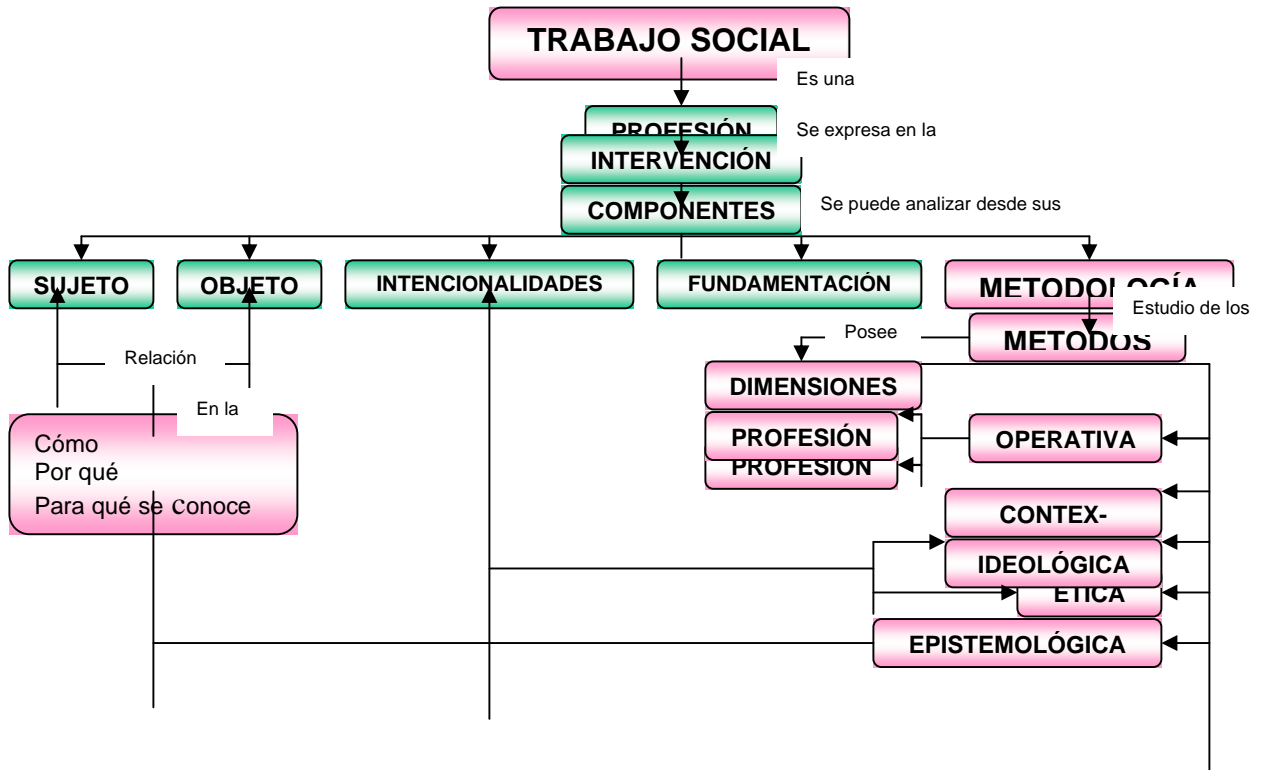 TRABAJO SOCIAL
Es una
PROFESIÓN
Se expresa en la
INTERVENCIÓN
COMPONENTES
Se puede analizar desde sus
SUJETO
OBJETO
INTENCIONALIDADES
FUNDAMENTACIÓN
METODOLOGÍA
Estudio de los
METODOS
Posee
Relación
DIMENSIONES
En la
Cómo
Por qué
Para qué se conoce
PROFESIÓN
PROFESIÓN
OPERATIVA
CONTEX-
IDEOLÓGICA
ETICA
EPISTEMOLÓGICA